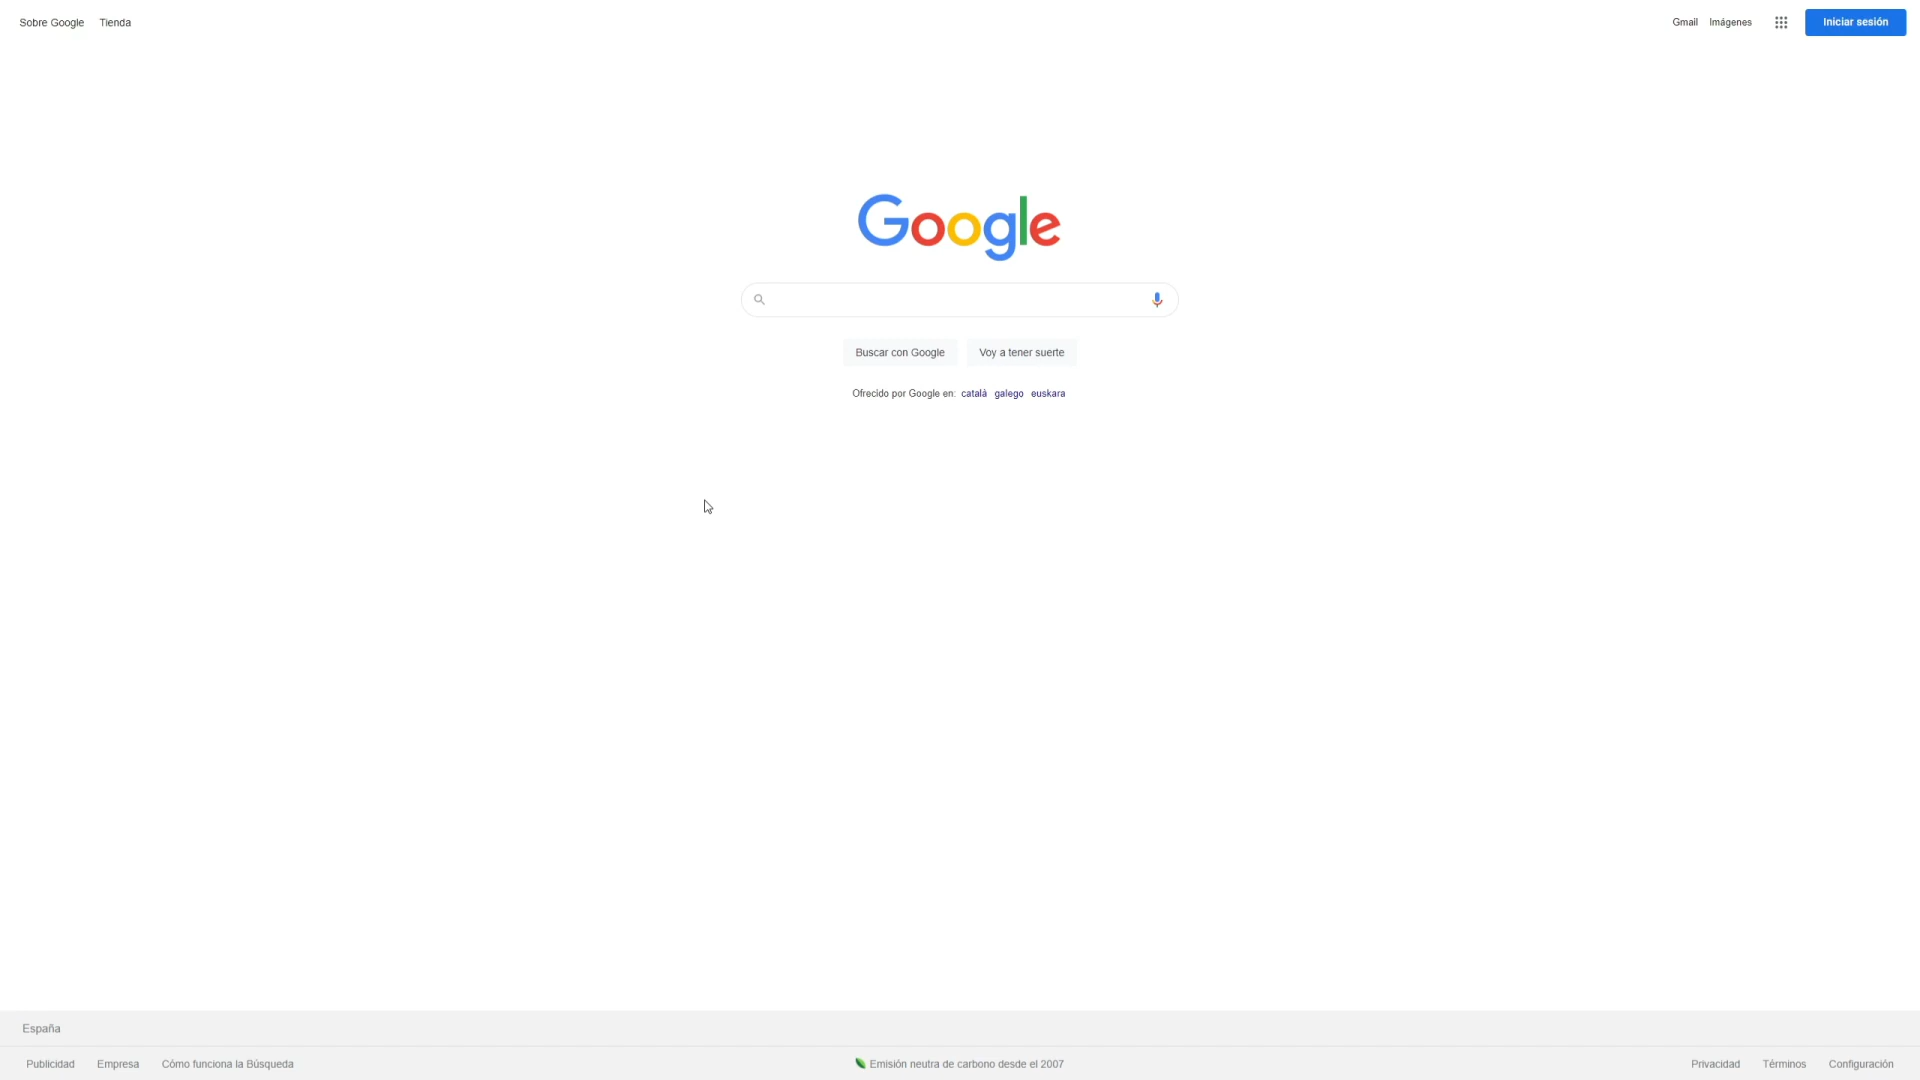 Sobre Google Tienda
Gmail Imágenes Iniciar sesión
Google
Buscar con Google Voy a tener suerte
Ofrecido por Google en: català galego euskara
España
Publicidad Empresa Cómo funciona la Búsqueda Emisión neutra de carbono desde el 2007 Privacidad Términos Configuración